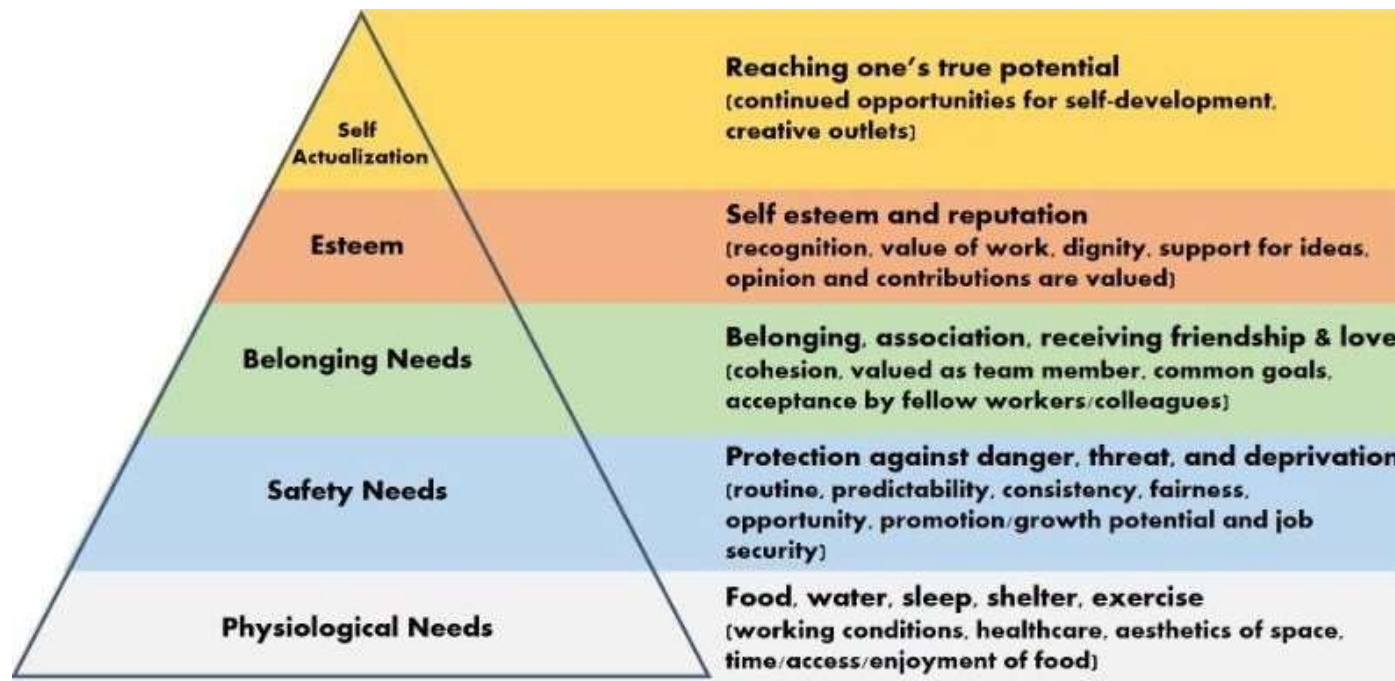 Self
Actualization
Reaching one's true potential
(continued opportunities for self-development,
creative outlets)
Esteem
Self esteem and reputation
(recognition, value of work, dignity, support for ideas,
opinion and contributions are valued)
Belonging Needs
Belonging, association, receiving friendship & love
(cohesion, valued as team member, common goals,
acceptance by fellow workers/colleagues)
Safety Needs
Protection against danger, threat, and deprivation
(routine, predictability, consistency, fairness,
opportunity, promotion/growth potential and job
security)
Physiological Needs
Food, water, sleep, shelter, exercise
(working conditions, healthcare, aesthetics of space,
time/access/enjoyment of food)